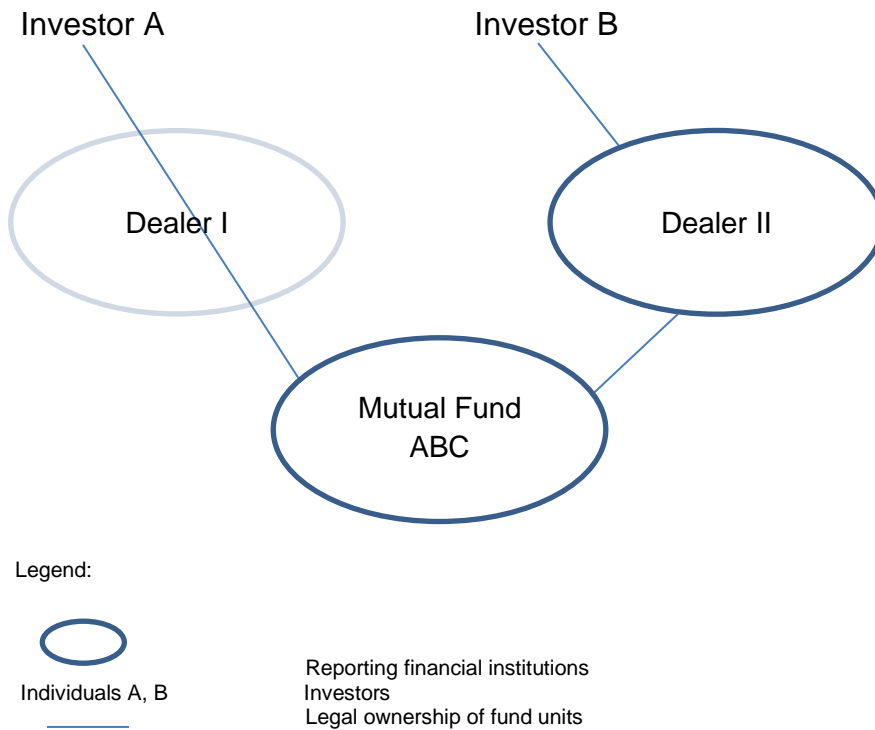 Investor A
Investor B
Dealer I
Dealer II
Mutual Fund
ABC
Legend:
Reporting financial institutions
Individuals A, B
Investors
Legal ownership of fund units